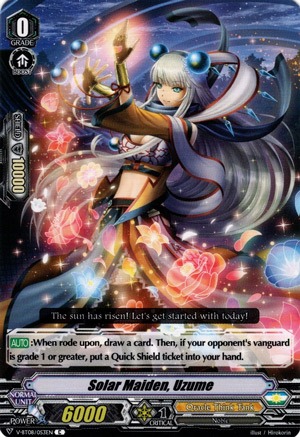 0
GRADE
BOOST
SHIELD
10000
The sun has risen! Let's get started with today!
AUTO:When rode upon, draw a card. Then, if your opponent's vanguard
is grade 1 or greater, put a Quick Shield ticket into your hand.
Solar Maiden, Uzume
NORMAL UNIT
Oracle Think Tank
Noble
POWER 6000
1
CRITICAL
V-BT08/053EN C
illus / Hirokorin